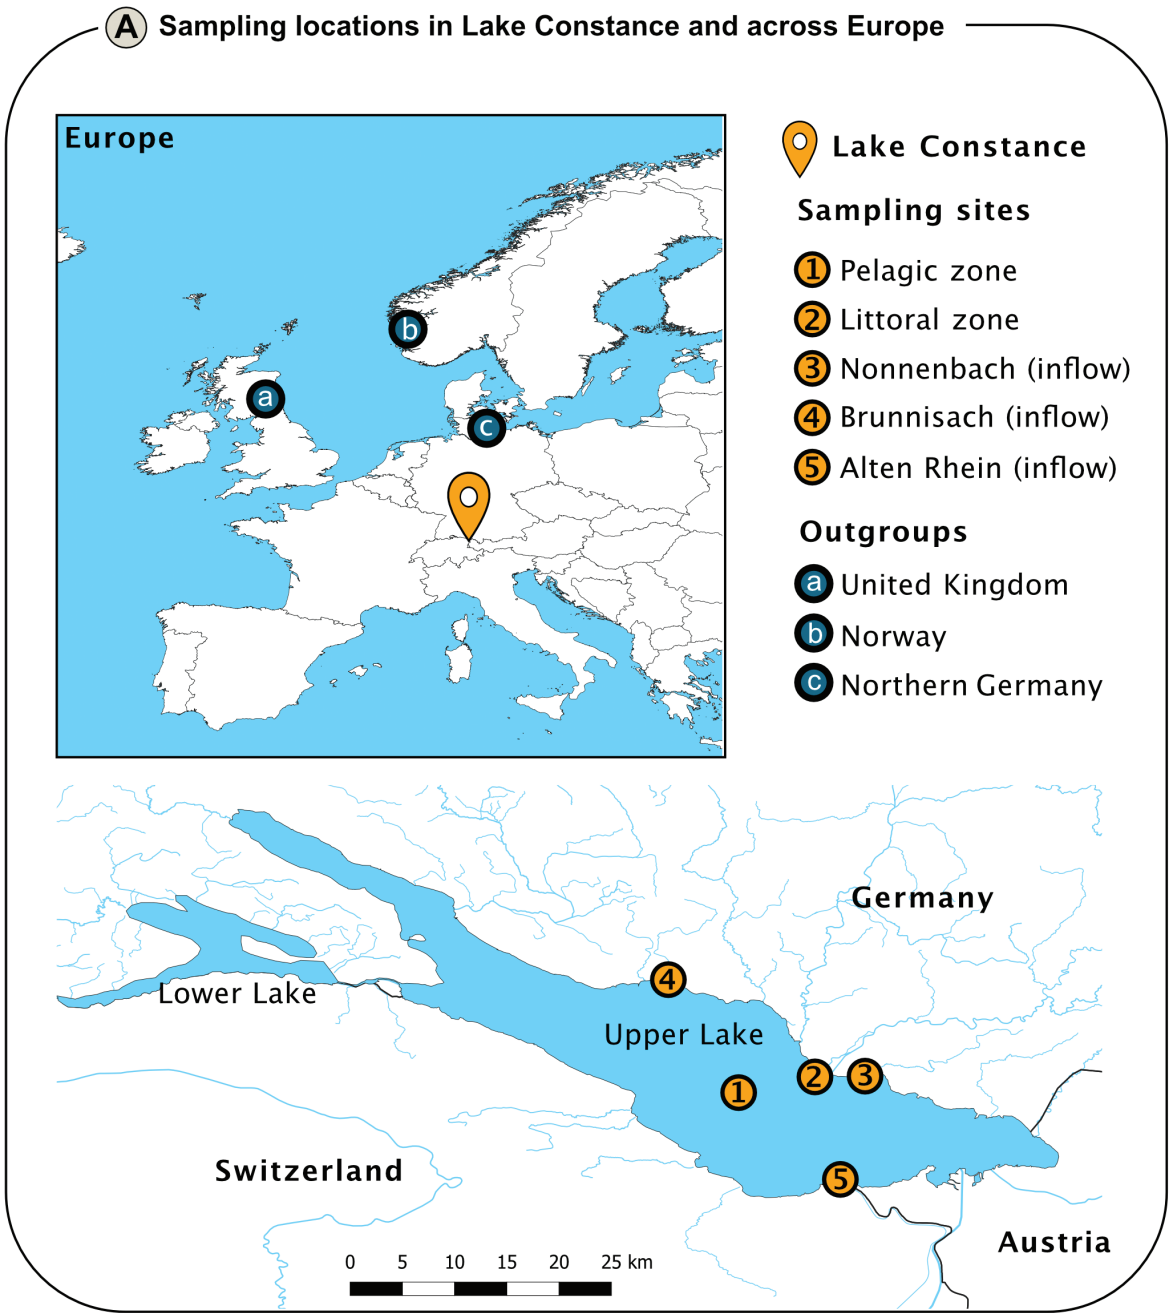 A Sampling locations in Lake Constance and across Europe
Europe
a
b
c
Lake Constance
Sampling sites
1 Pelagic zone
2 Littoral zone
3 Nonnenbach (inflow)
4 Brunnisach (inflow)
5 Alten Rhein (inflow)
Outgroups
a United Kingdom
b Norway
c Northern Germany
Germany
Lower Lake
4
Upper Lake
1
2
3
Switzerland
5
Austria
0 5 10 15 20 25 km